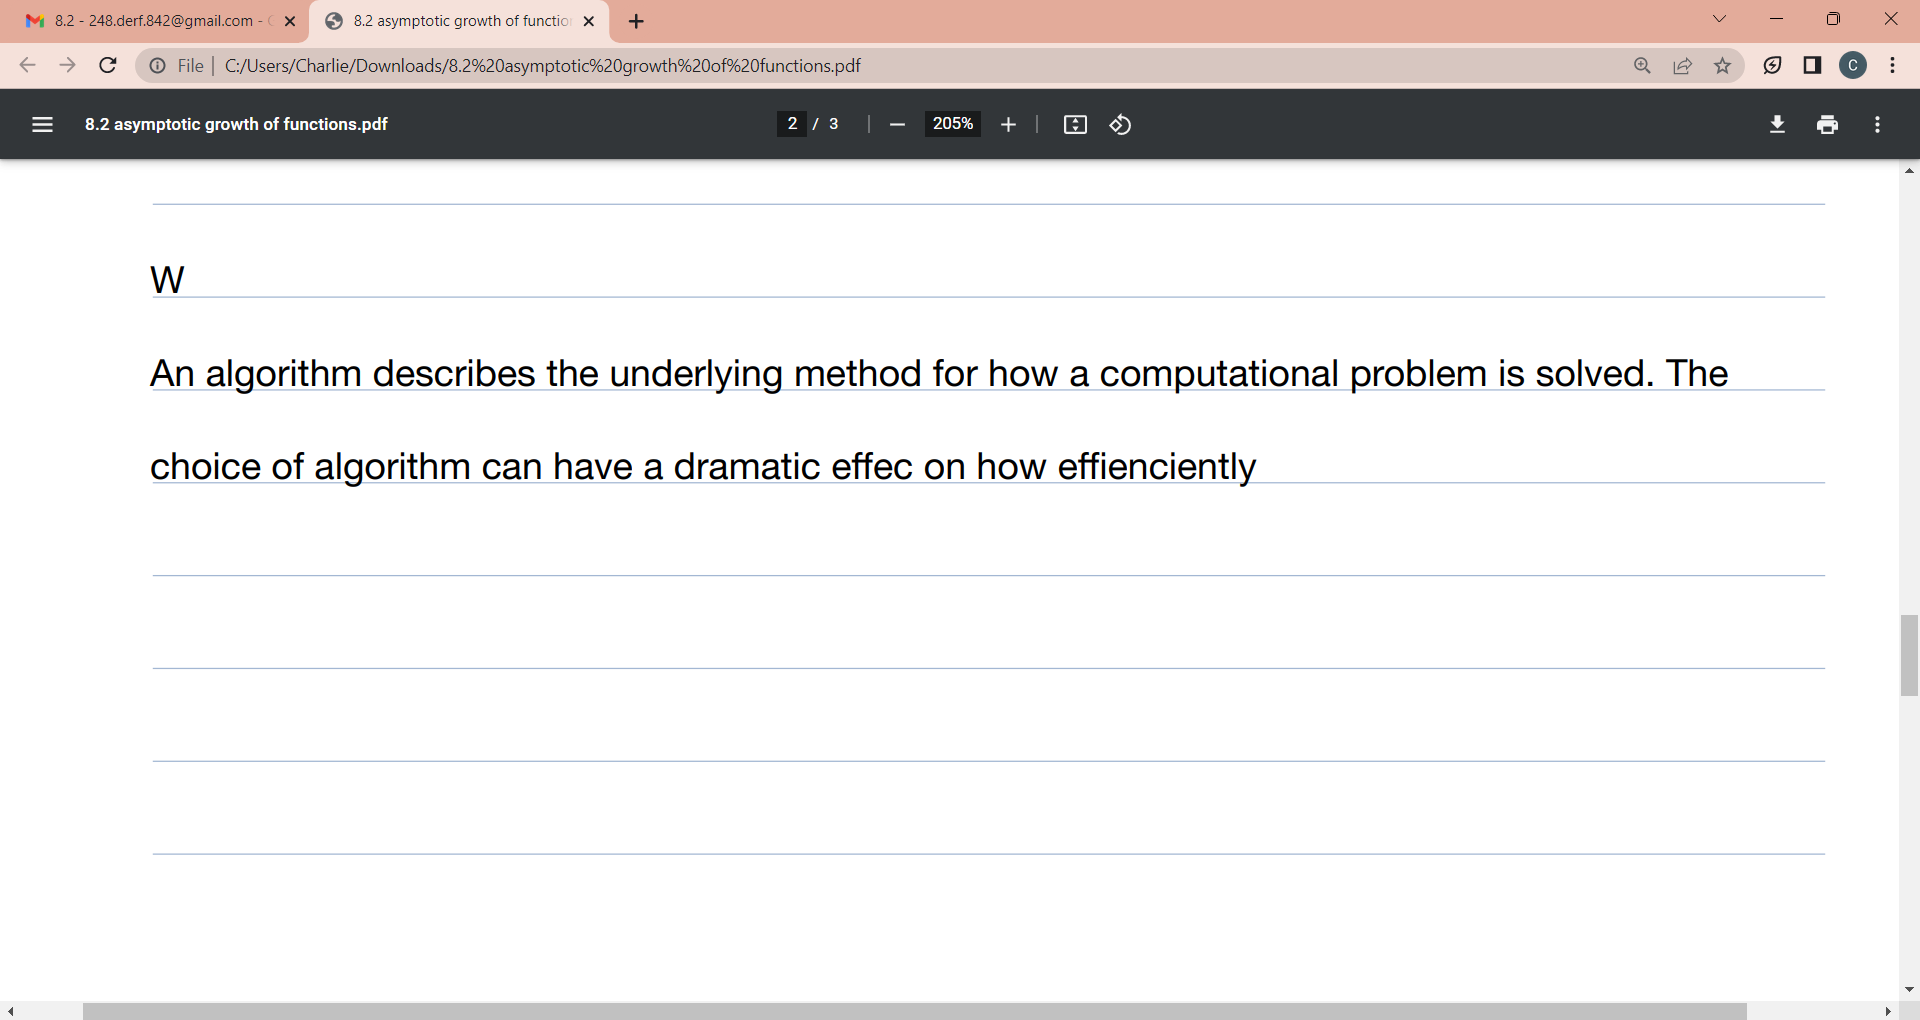 8.2 - 248.derf.842@gmail.com -
8.2 asymptotic growth of functio
File
C:/Users/Charlie/Downloads/8.2%20asymptotic%20growth%20of%20functions.pdf
C
8.2 asymptotic growth of functions.pdf
2 / 3
205%
W
An algorithm describes the underlying method for how a computational problem is solved. The
choice of algorithm can have a dramatic effec on how effienciently